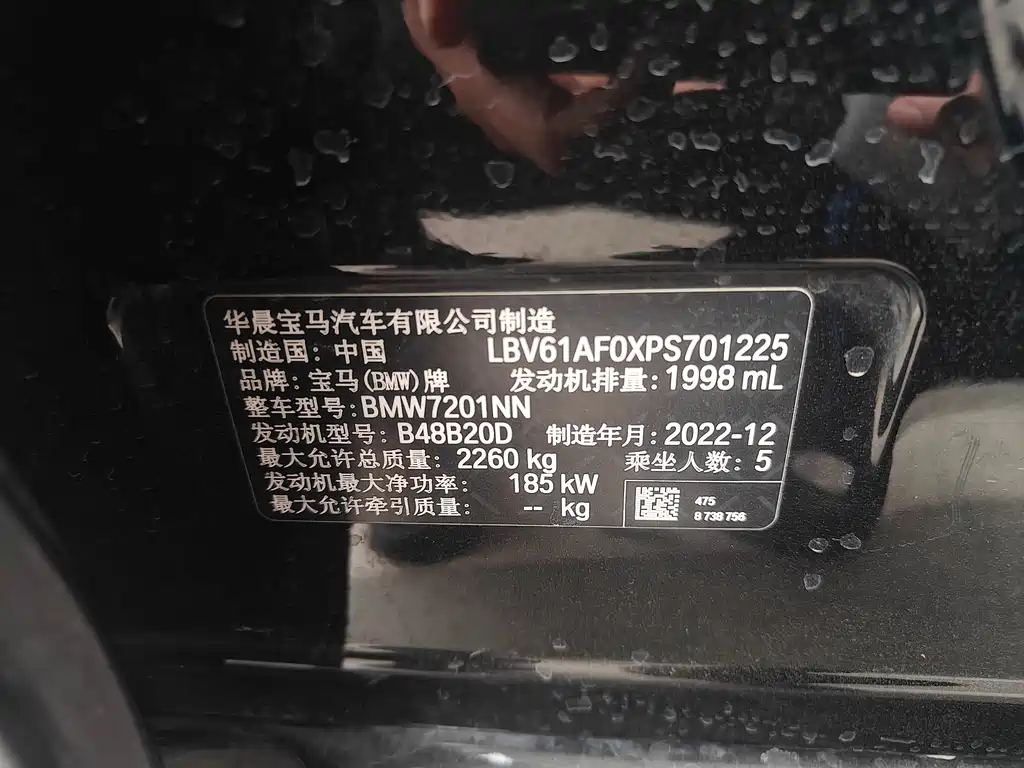 华晨宝马汽车有限公司制造
制造国：中国 LBV61AF0XPS701225
品牌：宝马(BMW)牌 发动机排量：1998 mL
整车型号：BMW7201NN
发动机型号：B48B20D 制造年月：2022-12
最大允许总质量：2260 kg 乘坐人数：5
发动机最大净功率：185 kW
最大允许牵引质量：-- kg
475
8 738 756